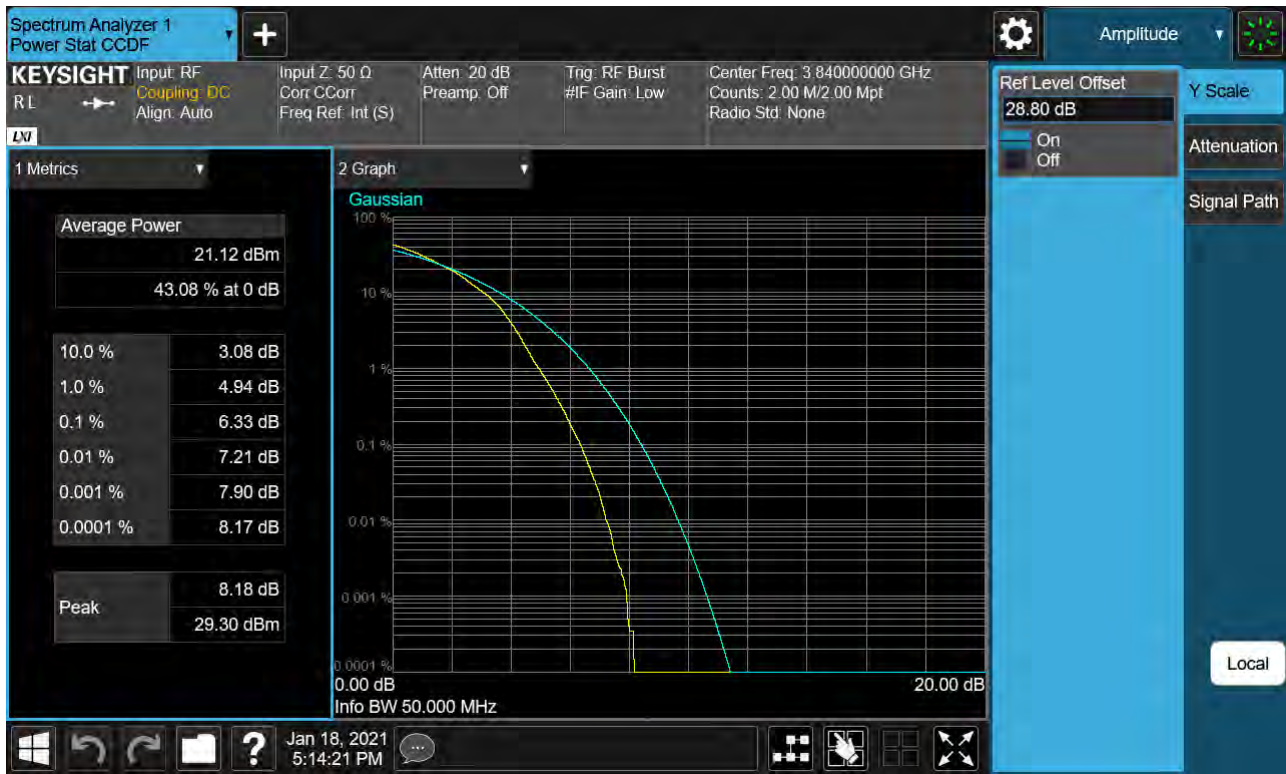 Spectrum Analyzer 1
Power Stat CCDF
+
Amplitude
KEYSIGHT
RL
LXI
Input: RF
Coupling: DC
Align: Auto
Input Z: 50 Ω
Corr CCorr
Freq Ref: Int (S)
Atten: 20 dB
Preamp: Off
Trig: RF Burst
#IF Gain: Low
Center Freq: 3.840000000 GHz
Counts: 2.00 M/2.00 Mpt
Radio Std: None
Ref Level Offset
28.80 dB
On
Off
Y Scale
Attenuation
Signal Path
1 Metrics
Average Power
21.12 dBm
43.08 % at 0 dB
10.0 % 3.08 dB
1.0 % 4.94 dB
0.1 % 6.33 dB
0.01 % 7.21 dB
0.001 % 7.90 dB
0.0001 % 8.17 dB
Peak
8.18 dB
29.30 dBm
2 Graph
Gaussian
100 %
10 %
1 %
0.1 %
0.01 %
0.001 %
0.0001 %
0.00 dB 20.00 dB
Info BW 50.000 MHz
Local
?
Jan 18, 2021
5:14:21 PM